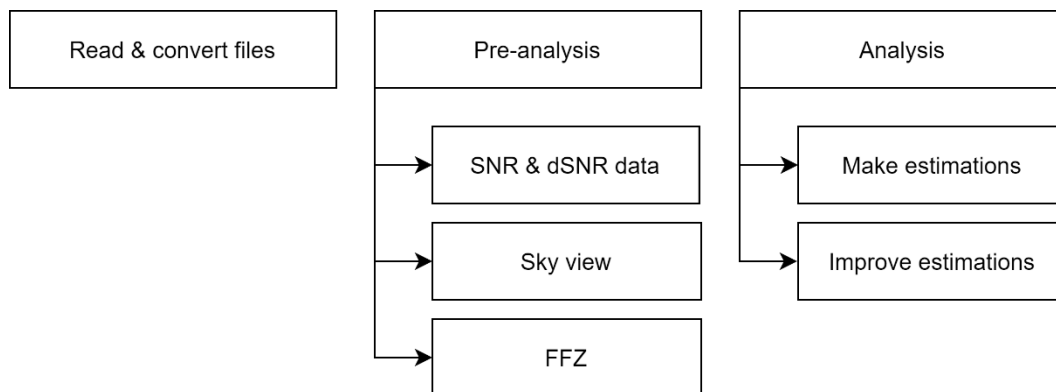 Read & convert files
Pre-analysis
SNR & dSNR data
Sky view
FFZ
Analysis
Make estimations
Improve estimations